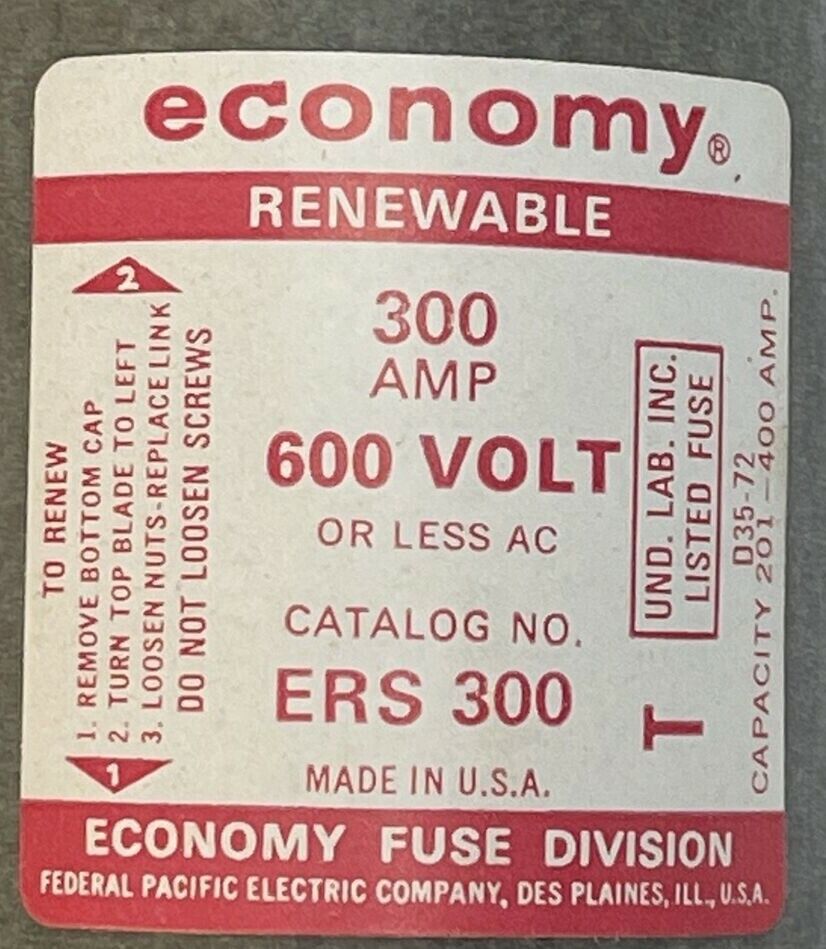 economy®
RENEWABLE
2
TO RENEW
1. REMOVE BOTTOM CAP
2. TURN TOP BLADE TO LEFT
3. LOOSEN NUTS-REPLACE LINK
DO NOT LOOSEN SCREWS
1
300
AMP
600 VOLT
OR LESS AC
CATALOG NO.
ERS 300
MADE IN U.S.A.
UND. LAB. INC.
LISTED FUSE
T
D35-72
CAPACITY 201-400 AMP.
ECONOMY FUSE DIVISION
FEDERAL PACIFIC ELECTRIC COMPANY, DES PLAINES, ILL., U.S.A.